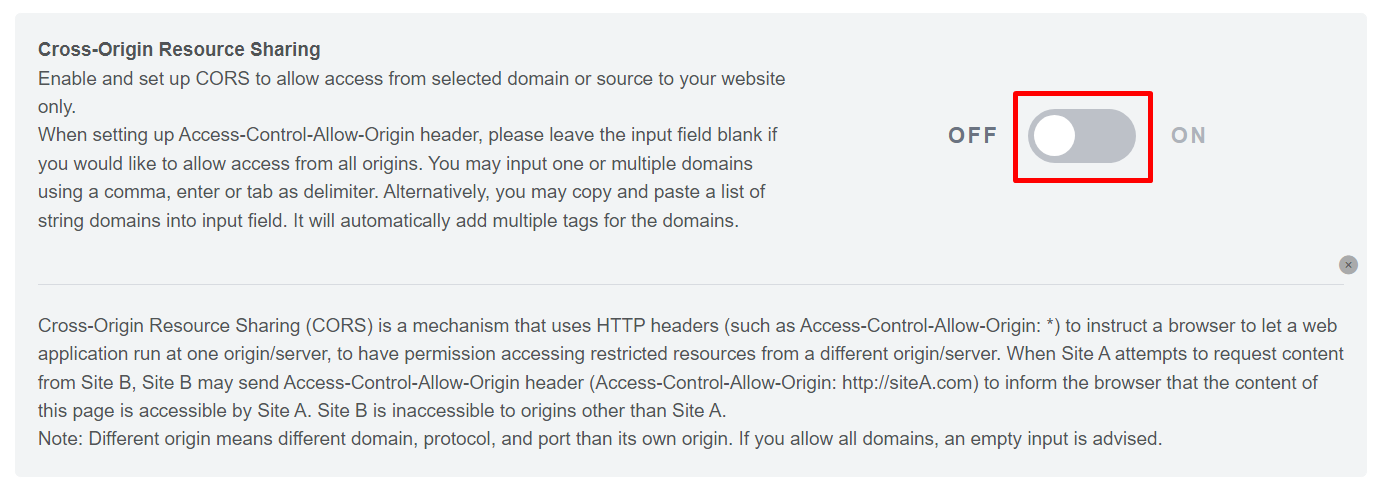 Cross-Origin Resource Sharing
Enable and set up CORS to allow access from selected domain or source to your website
only.
When setting up Access-Control-Allow-Origin header, please leave the input field blank if
you would like to allow access from all origins. You may input one or multiple domains
using a comma, enter or tab as delimiter. Alternatively, you may copy and paste a list of
string domains into input field. It will automatically add multiple tags for the domains.
OFF ON
Cross-Origin Resource Sharing (CORS) is a mechanism that uses HTTP headers (such as Access-Control-Allow-Origin: *) to instruct a browser to let a web
application run at one origin/server, to have permission accessing restricted resources from a different origin/server. When Site A attempts to request content
from Site B, Site B may send Access-Control-Allow-Origin header (Access-Control-Allow-Origin: http://siteA.com) to inform the browser that the content of
this page is accessible by Site A. Site B is inaccessible to origins other than Site A.
Note: Different origin means different domain, protocol, and port than its own origin. If you allow all domains, an empty input is advised.